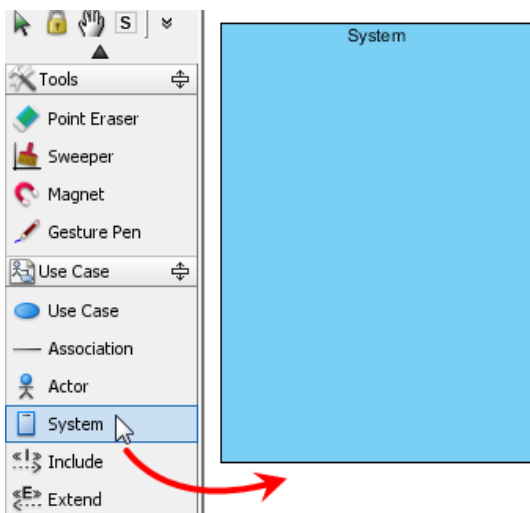 S
System
Tools
Point Eraser
Sweeper
Magnet
Gesture Pen
Use Case
Use Case
Association
Actor
System
«I»
Include
«E»
Extend